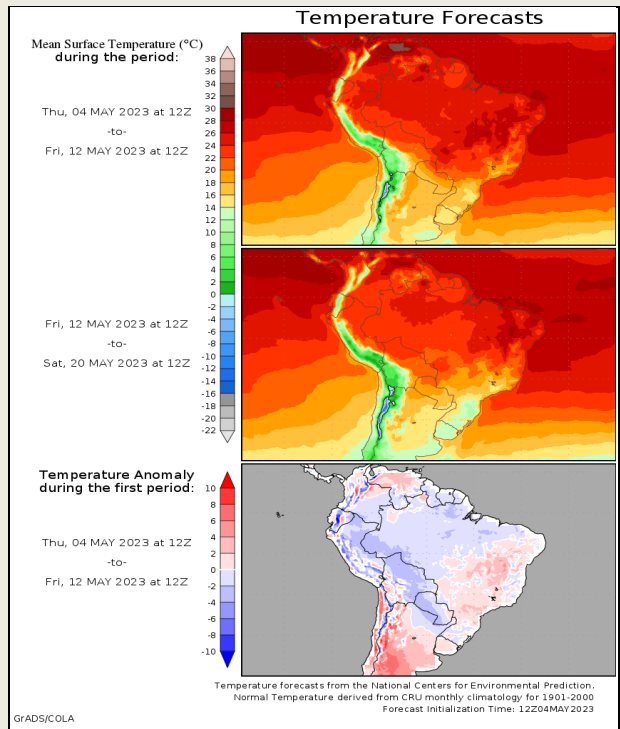 Temperature Forecasts
Mean Surface Temperature (°C)
during the period:
Thu, 04 MAY 2023 at 12Z
-to-
Fri, 12 MAY 2023 at 12Z
38
36
34
32
30
28
26
24
22
20
18
16
14
12
10
8
6
4
2
0
-2
-4
-6
-8
-10
-12
-14
-16
-18
-20
-22
Fri, 12 MAY 2023 at 12Z
-to-
Sat, 20 MAY 2023 at 12Z
Temperature Anomaly
during the first period:
Thu, 04 MAY 2023 at 12Z
-to-
Fri, 12 MAY 2023 at 12Z
10
8
6
4
2
0
-2
-4
-6
-8
-10
Temperature forecasts from the National Centers for Environmental Prediction.
Normal Temperature derived from CRU monthly climatology for 1901-2000
Forecast Initialization Time: 12Z04MAY2023
GrADS/COLA